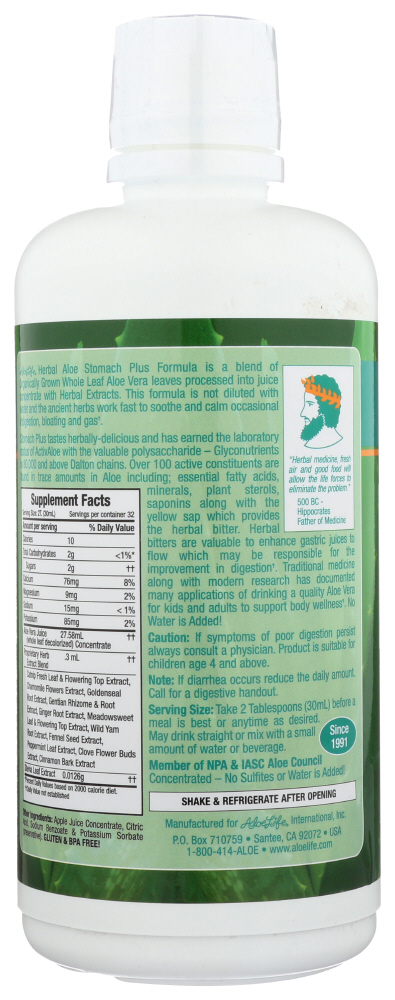 Herbal Aloe Stomach Plus Formula is a blend of
Grown Whole Leaf Aloe Vera leaves processed into juice
with Herbal Extracts. This formula is not diluted with
and the ancient herbs work fast to soothe and calm occasional
bloating and gas*.
Plus tastes herbally-delicious and has earned the laboratory
of ActivAloe with the valuable polysaccharide – Glyconutrients
and above Dalton chains. Over 100 active constituents are
in trace amounts in Aloe including; essential fatty acids,
minerals, plant sterols,
saponins along with the
yellow sap which provides
the herbal bitter. Herbal
bitters are valuable to enhance gastric juices to
flow which may be responsible for the
improvement in digestion*. Traditional medicine
along with modern research has documented
many applications of drinking a quality Aloe Vera
for kids and adults to support body wellness*. No
Water is Added!
Caution: If symptoms of poor digestion persist
always consult a physician. Product is suitable for
children age 4 and above.
Note: If diarrhea occurs reduce the daily amount.
Call for a digestive handout.
Serving Size: Take 2 Tablespoons (30mL) before a
meal is best or anytime as desired.
May drink straight or mix with a small
amount of water or beverage.
Member of NPA & IASC Aloe Council
Concentrated – No Sulfites or Water is Added!
Since
1991
"Herbal medicine, fresh
air and good food will
allow the life forces to
eliminate the problem."
500 BC -
Hippocrates
Father of Medicine
Supplement Facts
Size 2T. (30mL) Servings per container 32
Amount per serving % Daily Value
Calories 10
Total Carbohydrates 2g <1%*
Sugars 2g ††
Calcium 76mg 8%
Magnesium 9mg 2%
Sodium 15mg < 1%
Potassium 85mg 2%
Aloe Vera Juice 27.58mL ††
(whole leaf decolorized) Concentrate
Proprietary Herb .3 mL ††
Extract Blend
Catnip Fresh Leaf & Flowering Top Extract,
Chamomile Flowers Extract, Goldenseal
Root Extract, Gentian Rhizome & Root
Extract, Ginger Root Extract, Meadowsweet
Leaf & Flowering Top Extract, Wild Yam
Root Extract, Fennel Seed Extract,
Peppermint Leaf Extract, Clove Flower Buds
Extract, Cinnamon Bark Extract
Stevia Leaf Extract 0.0126g ††
Percent Daily Values based on 2000 calorie diet.
Daily Value not established
Other Ingredients: Apple Juice Concentrate, Citric
Acid, Sodium Benzoate & Potassium Sorbate
(preservative). GLUTEN & BPA FREE!
SHAKE & REFRIGERATE AFTER OPENING
Manufactured for AloeLife, International, Inc.
P.O. Box 710759 • Santee, CA 92072 • USA
1-800-414-ALOE • www.aloelife.com